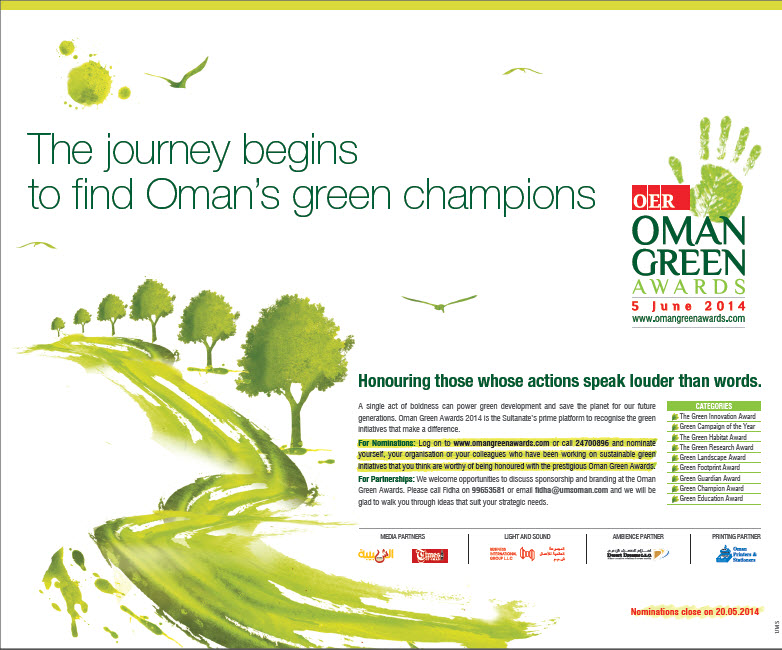 The journey begins
to find Oman's green champions
OER
OMAN
GREEN
AWARDS
5 June 2014
www.omangreenawards.com
Honouring those whose actions speak louder than words.
A single act of boldness can power green development and save the planet for our future
generations. Oman Green Awards 2014 is the Sultanate's prime platform to recognise the green
initiatives that make a difference.
For Nominations: Log on to www.omangreenawards.com or call 24700896 and nominate
yourself, your organisation or your colleagues who have been working on sustainable green
initiatives that you think are worthy of being honoured with the prestigious Oman Green Awards.
For Partnerships: We welcome opportunities to discuss sponsorship and branding at the Oman
Green Awards. Please call Fidha on 99653581 or email fidha@umsoman.com and we will be
glad to walk you through ideas that suit your strategic needs.
CATEGORIES
The Green Innovation Award
Green Campaign of the Year
The Green Habitat Award
The Green Research Award
Green Landscape Award
Green Footprint Award
Green Guardian Award
Green Champion Award
Green Education Award
MEDIA PARTNERS
الشبيبة
Times
LIGHT AND SOUND
INTERNATIONAL
GROUP L.L.C
AMBIENCE PARTNER
PRINTING PARTNER
Oman
Printers &
Stationers
Nominations close on 20.05.2014
UMS